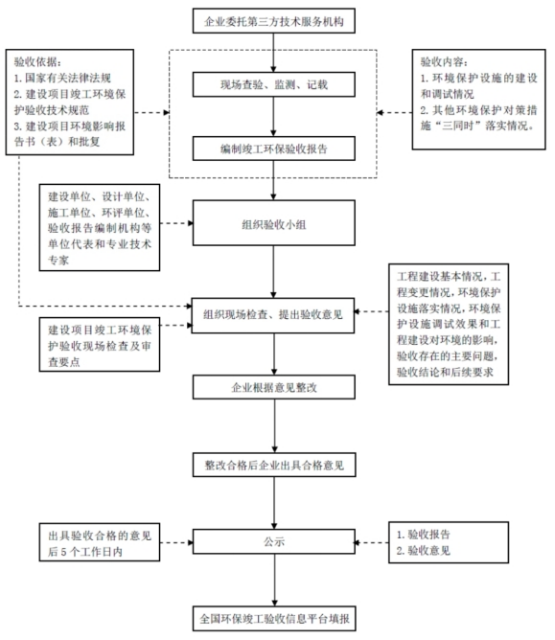 企业委托第三方技术服务机构
验收依据：
1.国家有关法律法规
2.建设项目竣工环境保
护验收技术规范
3.建设项目环境影响报
告书（表）和批复
现场查验、监测、记载
验收内容：
1.环境保护设施的建设
和调试情况
2.其他环境保护对策措
施“三同时”落实情况。
编制竣工环保验收报告
建设单位、设计单位、
施工单位、环评单位、
验收报告编制机构等
单位代表和专业技术
专家
组织验收小组
组织现场检查、提出验收意见
工程建设基本情况，工
程变更情况，环境保护
设施落实情况，环境保
护设施调试效果和工
程建设对环境的影响，
验收存在的主要问题，
验收结论和后续要求
建设项目竣工环境保
护验收现场检查及审
查要点
企业根据意见整改
整改合格后企业出具合格意见
出具验收合格的意见
后5个工作日内
公示
1.验收报告
2.验收意见
全国环保竣工验收信息平台填报